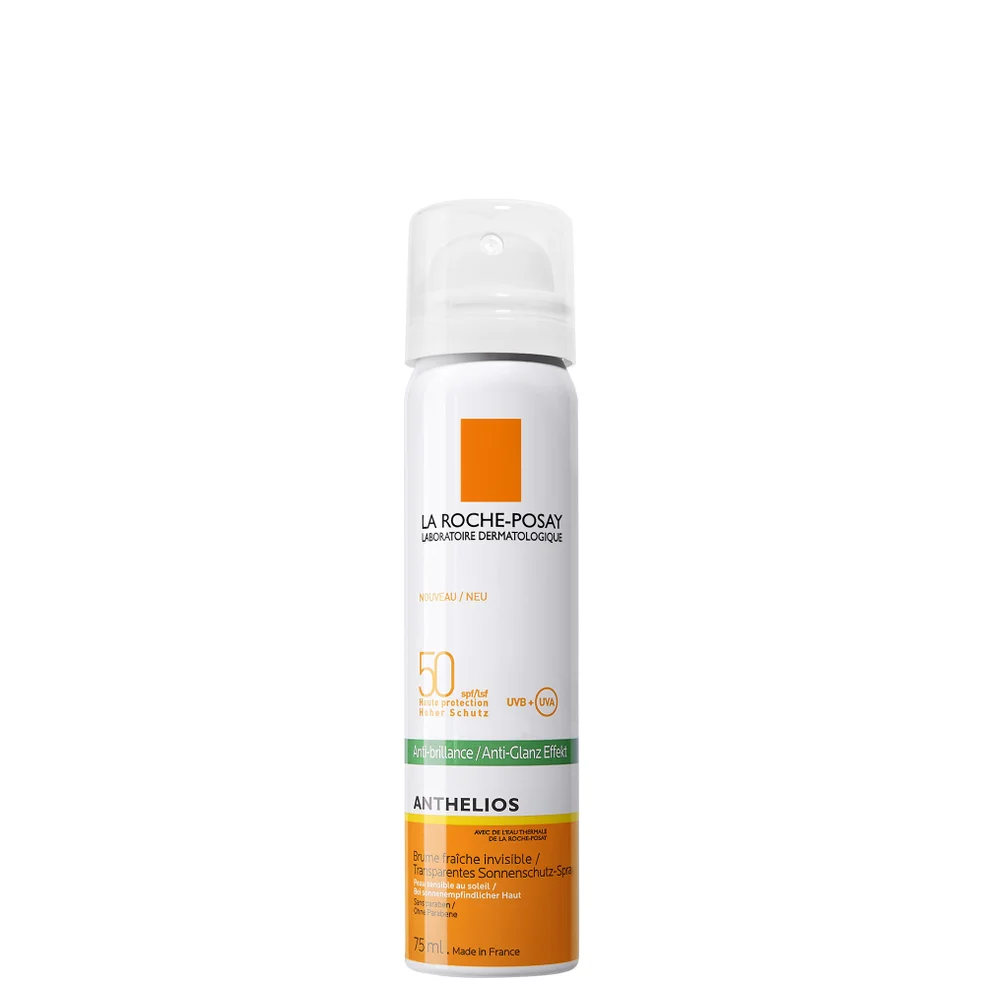 LA ROCHE-POSAY
LABORATOIRE DERMATOLOGIQUE
NOUVEAU / NEU
50 spf/lsf
Haute protection
Hoher Schutz
UVB + UVA
Anti-brillance / Anti-Glanz Effekt
ANTHELIOS
AVEC DE L'EAU THERMALE
DE LA ROCHE-POSAY
Brume fraîche invisible /
Transparentes Sonnenschutz-Spra
Peau sensible au soleil /
Bei sonnenempfindlicher Haut
Sans paraben /
Ohne Parabene
75 ml . Made in France